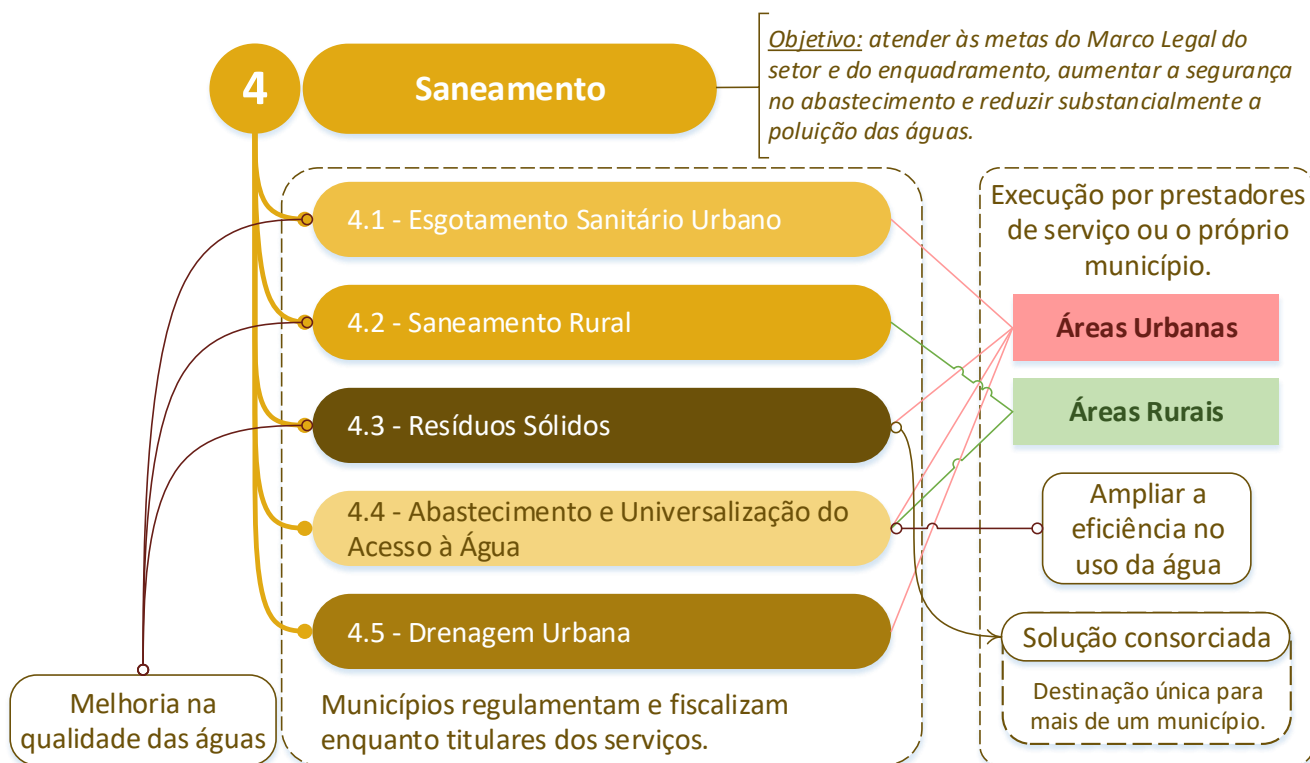 4
Saneamento
Objetivo: atender às metas do Marco Legal do
setor e do enquadramento, aumentar a segurança
no abastecimento e reduzir substancialmente a
poluição das águas.
4.1 - Esgotamento Sanitário Urbano
4.2 - Saneamento Rural
4.3 - Resíduos Sólidos
4.4 - Abastecimento e Universalização do
Acesso à Água
4.5 - Drenagem Urbana
Municípios regulamentam e fiscalizam
enquanto titulares dos serviços.
Melhoria na
qualidade das águas
Execução por prestadores
de serviço ou o próprio
município.
Áreas Urbanas
Áreas Rurais
Ampliar a
eficiência no
uso da água
Solução consorciada
Destinação única para
mais de um município.